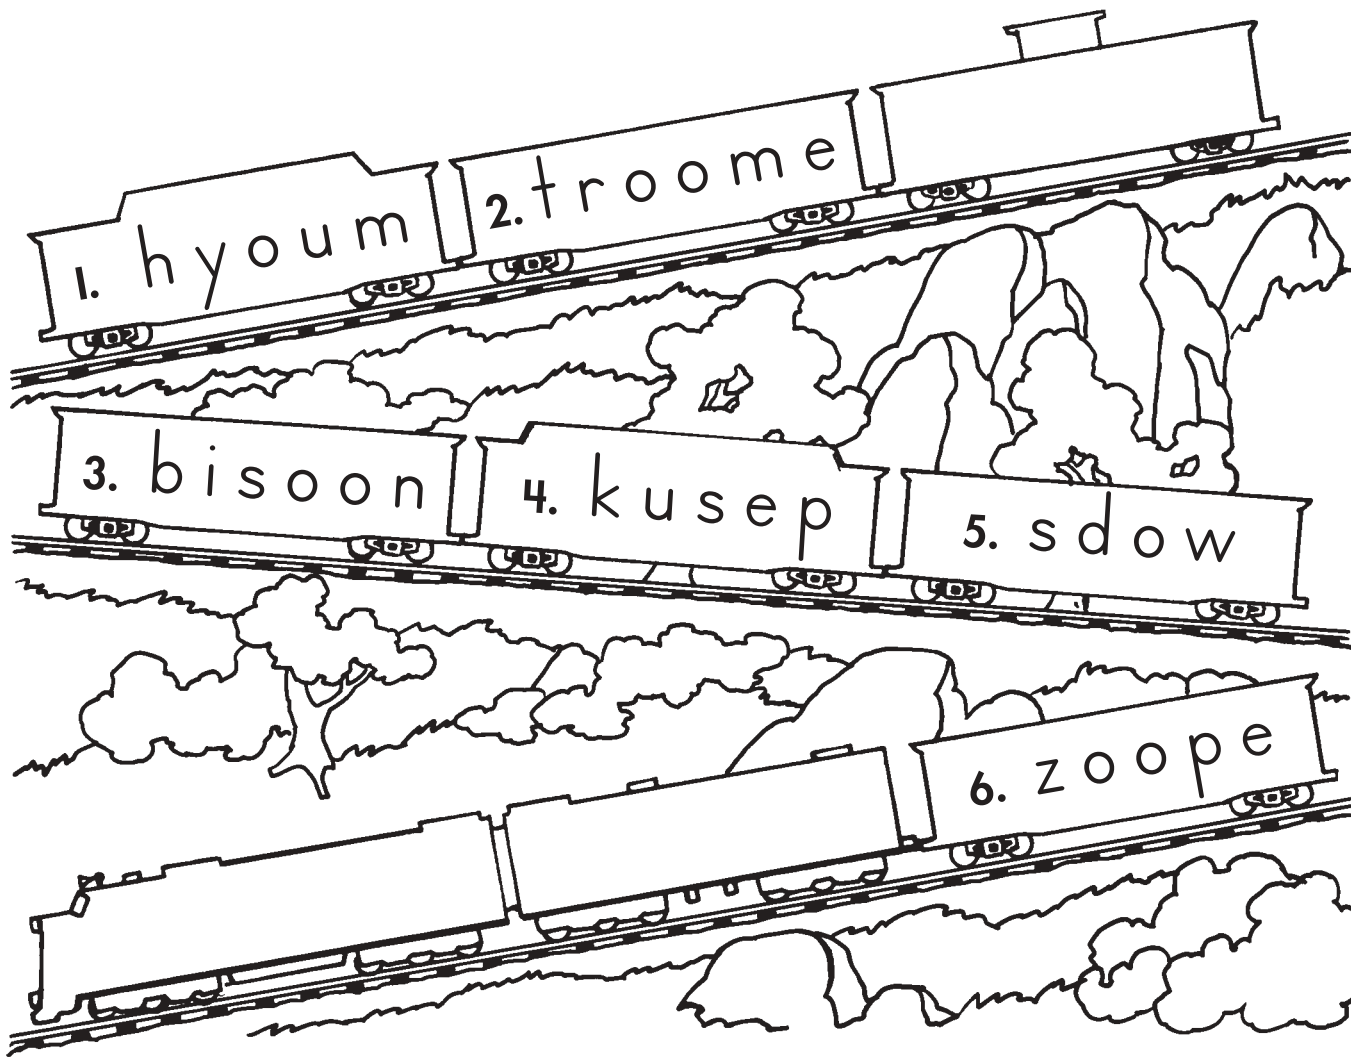 1. hyoum
2. troome
3. bisoon
4. kusep
5. sdow
6. zoope